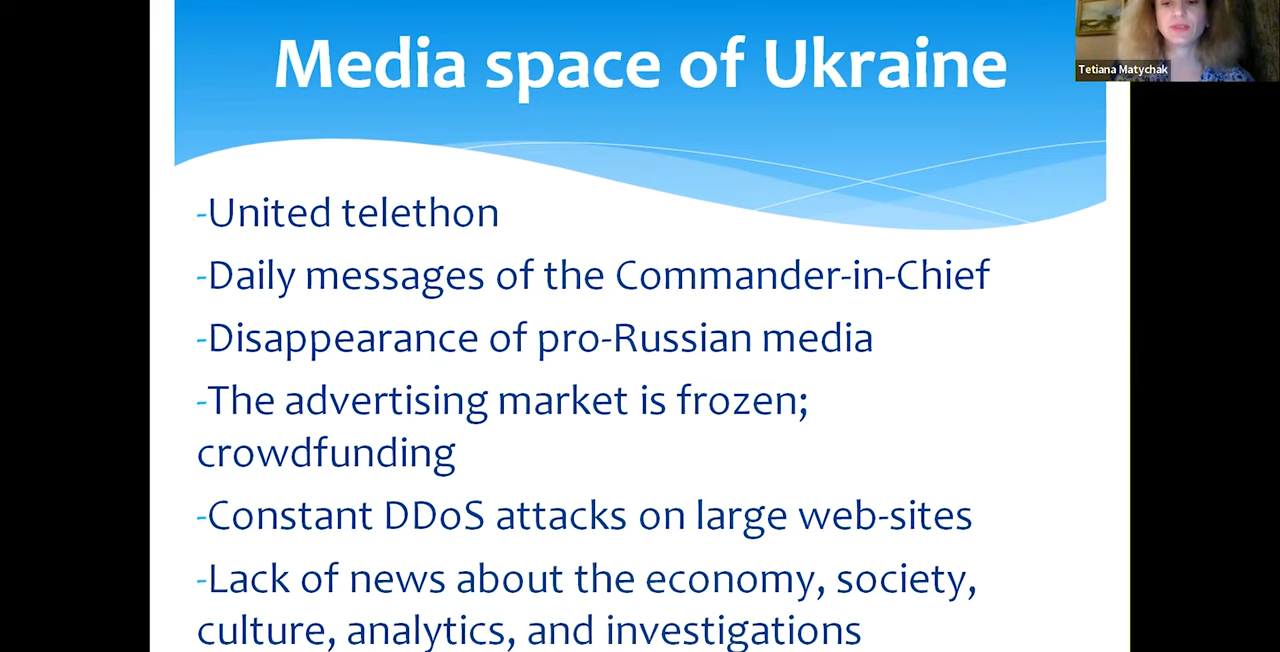 Media space of Ukraine
Tetiana Matychak
-United telethon
-Daily messages of the Commander-in-Chief
-Disappearance of pro-Russian media
-The advertising market is frozen;
crowdfunding
-Constant DDoS attacks on large web-sites
-Lack of news about the economy, society,
culture, analytics, and investigations